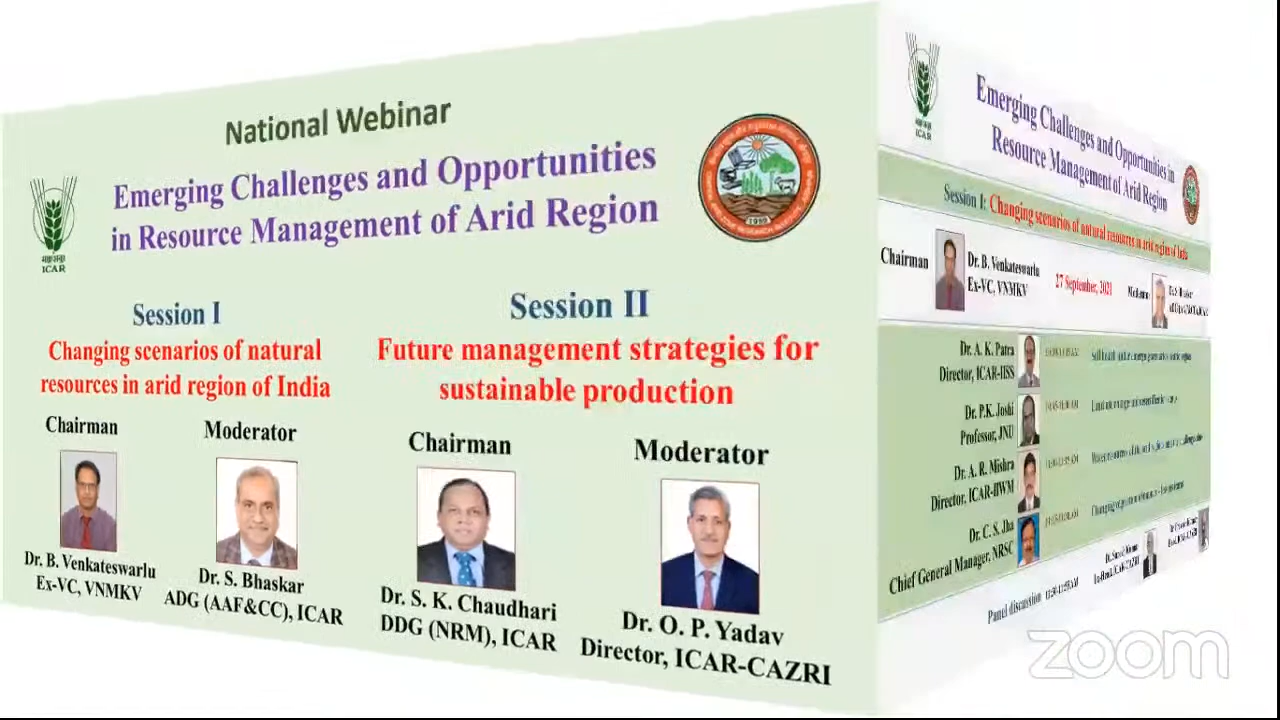 National Webinar
Emerging Challenges and Opportunities
in Resource Management of Arid Region
ICAR
1959
Session I
Changing scenarios of natural
resources in arid region of India
Chairman
Moderator
Dr. B. Venkateswarlu
Ex-VC, VNMKV
Dr. S. Bhaskar
ADG (AAF&CC), ICAR
Session II
Future management strategies for
sustainable production
Chairman
Moderator
Dr. S. K. Chaudhari
DDG (NRM), ICAR
Dr. O. P. Yadav
Director, ICAR-CAZRI
ICAR
Emerging Challenges and Opportunities in
Resource Management of Arid Region
Session I: Changing scenarios of natural resources in arid region of India
Chairman
Dr. B. Venkateswarlu
Ex-VC, VNMKV
27 September, 2021
Moderator
Dr. A. K. Patra
Director, ICAR-IISS
Dr. P.K. Joshi
Professor, JNU
Dr. A. R. Mishra
Director, ICAR-IIWM
Dr. C. S. Jha
Chief General Manager, NRSC
Panel discussion
zoom